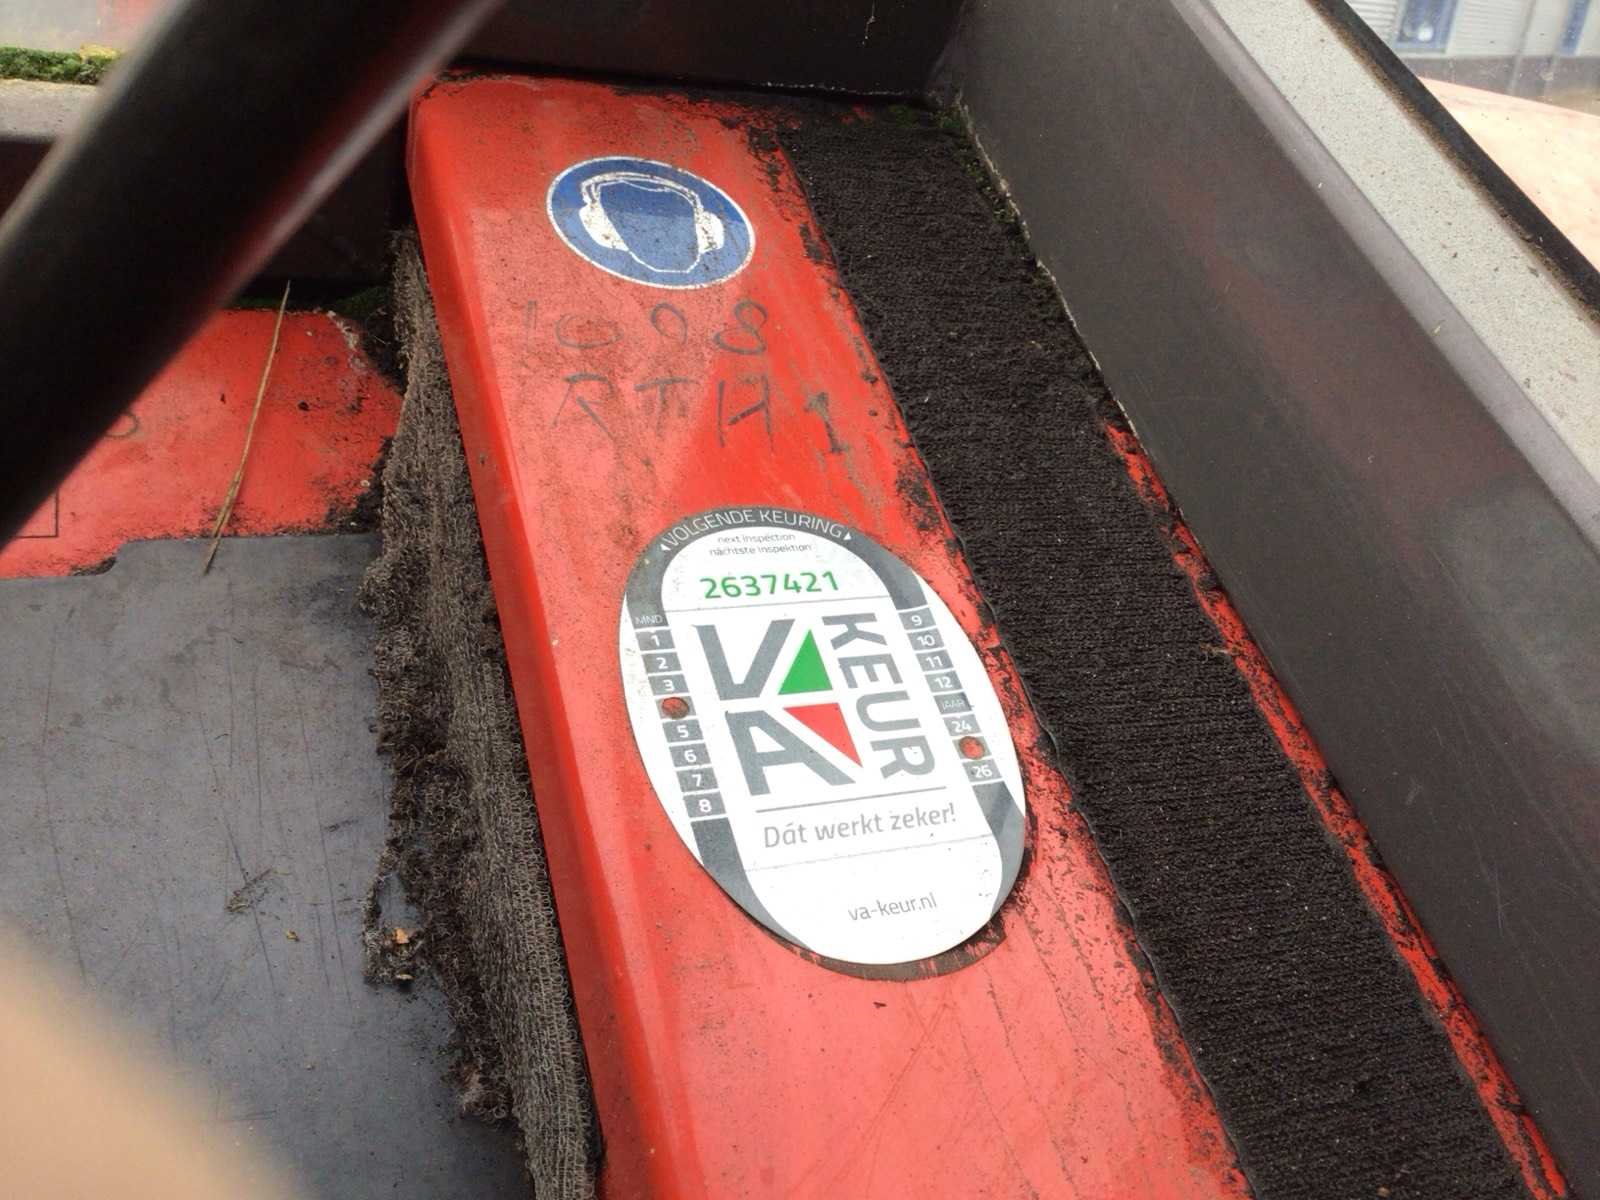 1098
RTH1
VOLGENDE KEURING
next inspection
nächste inspektion
2637421
MND
1
2
3
5
6
7
8
VA
KEUR
9
10
11
12
JAAR
24
26
Dát werkt zeker!
va-keur.nl